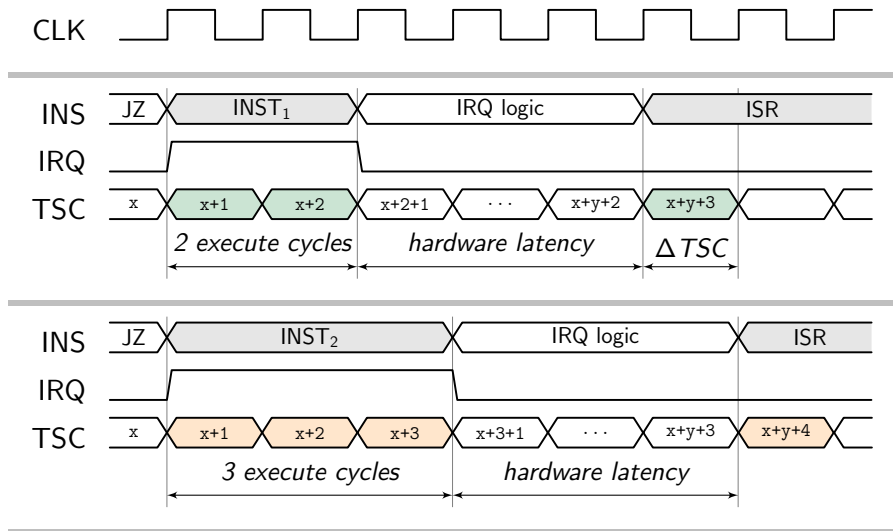 CLK
INS JZ INST₁ IRQ logic ISR
IRQ
TSC x x+1 x+2 x+2+1 ··· x+y+2 x+y+3
2 execute cycles hardware latency Δ TSC
INS JZ INST₂ IRQ logic ISR
IRQ
TSC x x+1 x+2 x+3 x+3+1 ··· x+y+3 x+y+4
3 execute cycles hardware latency